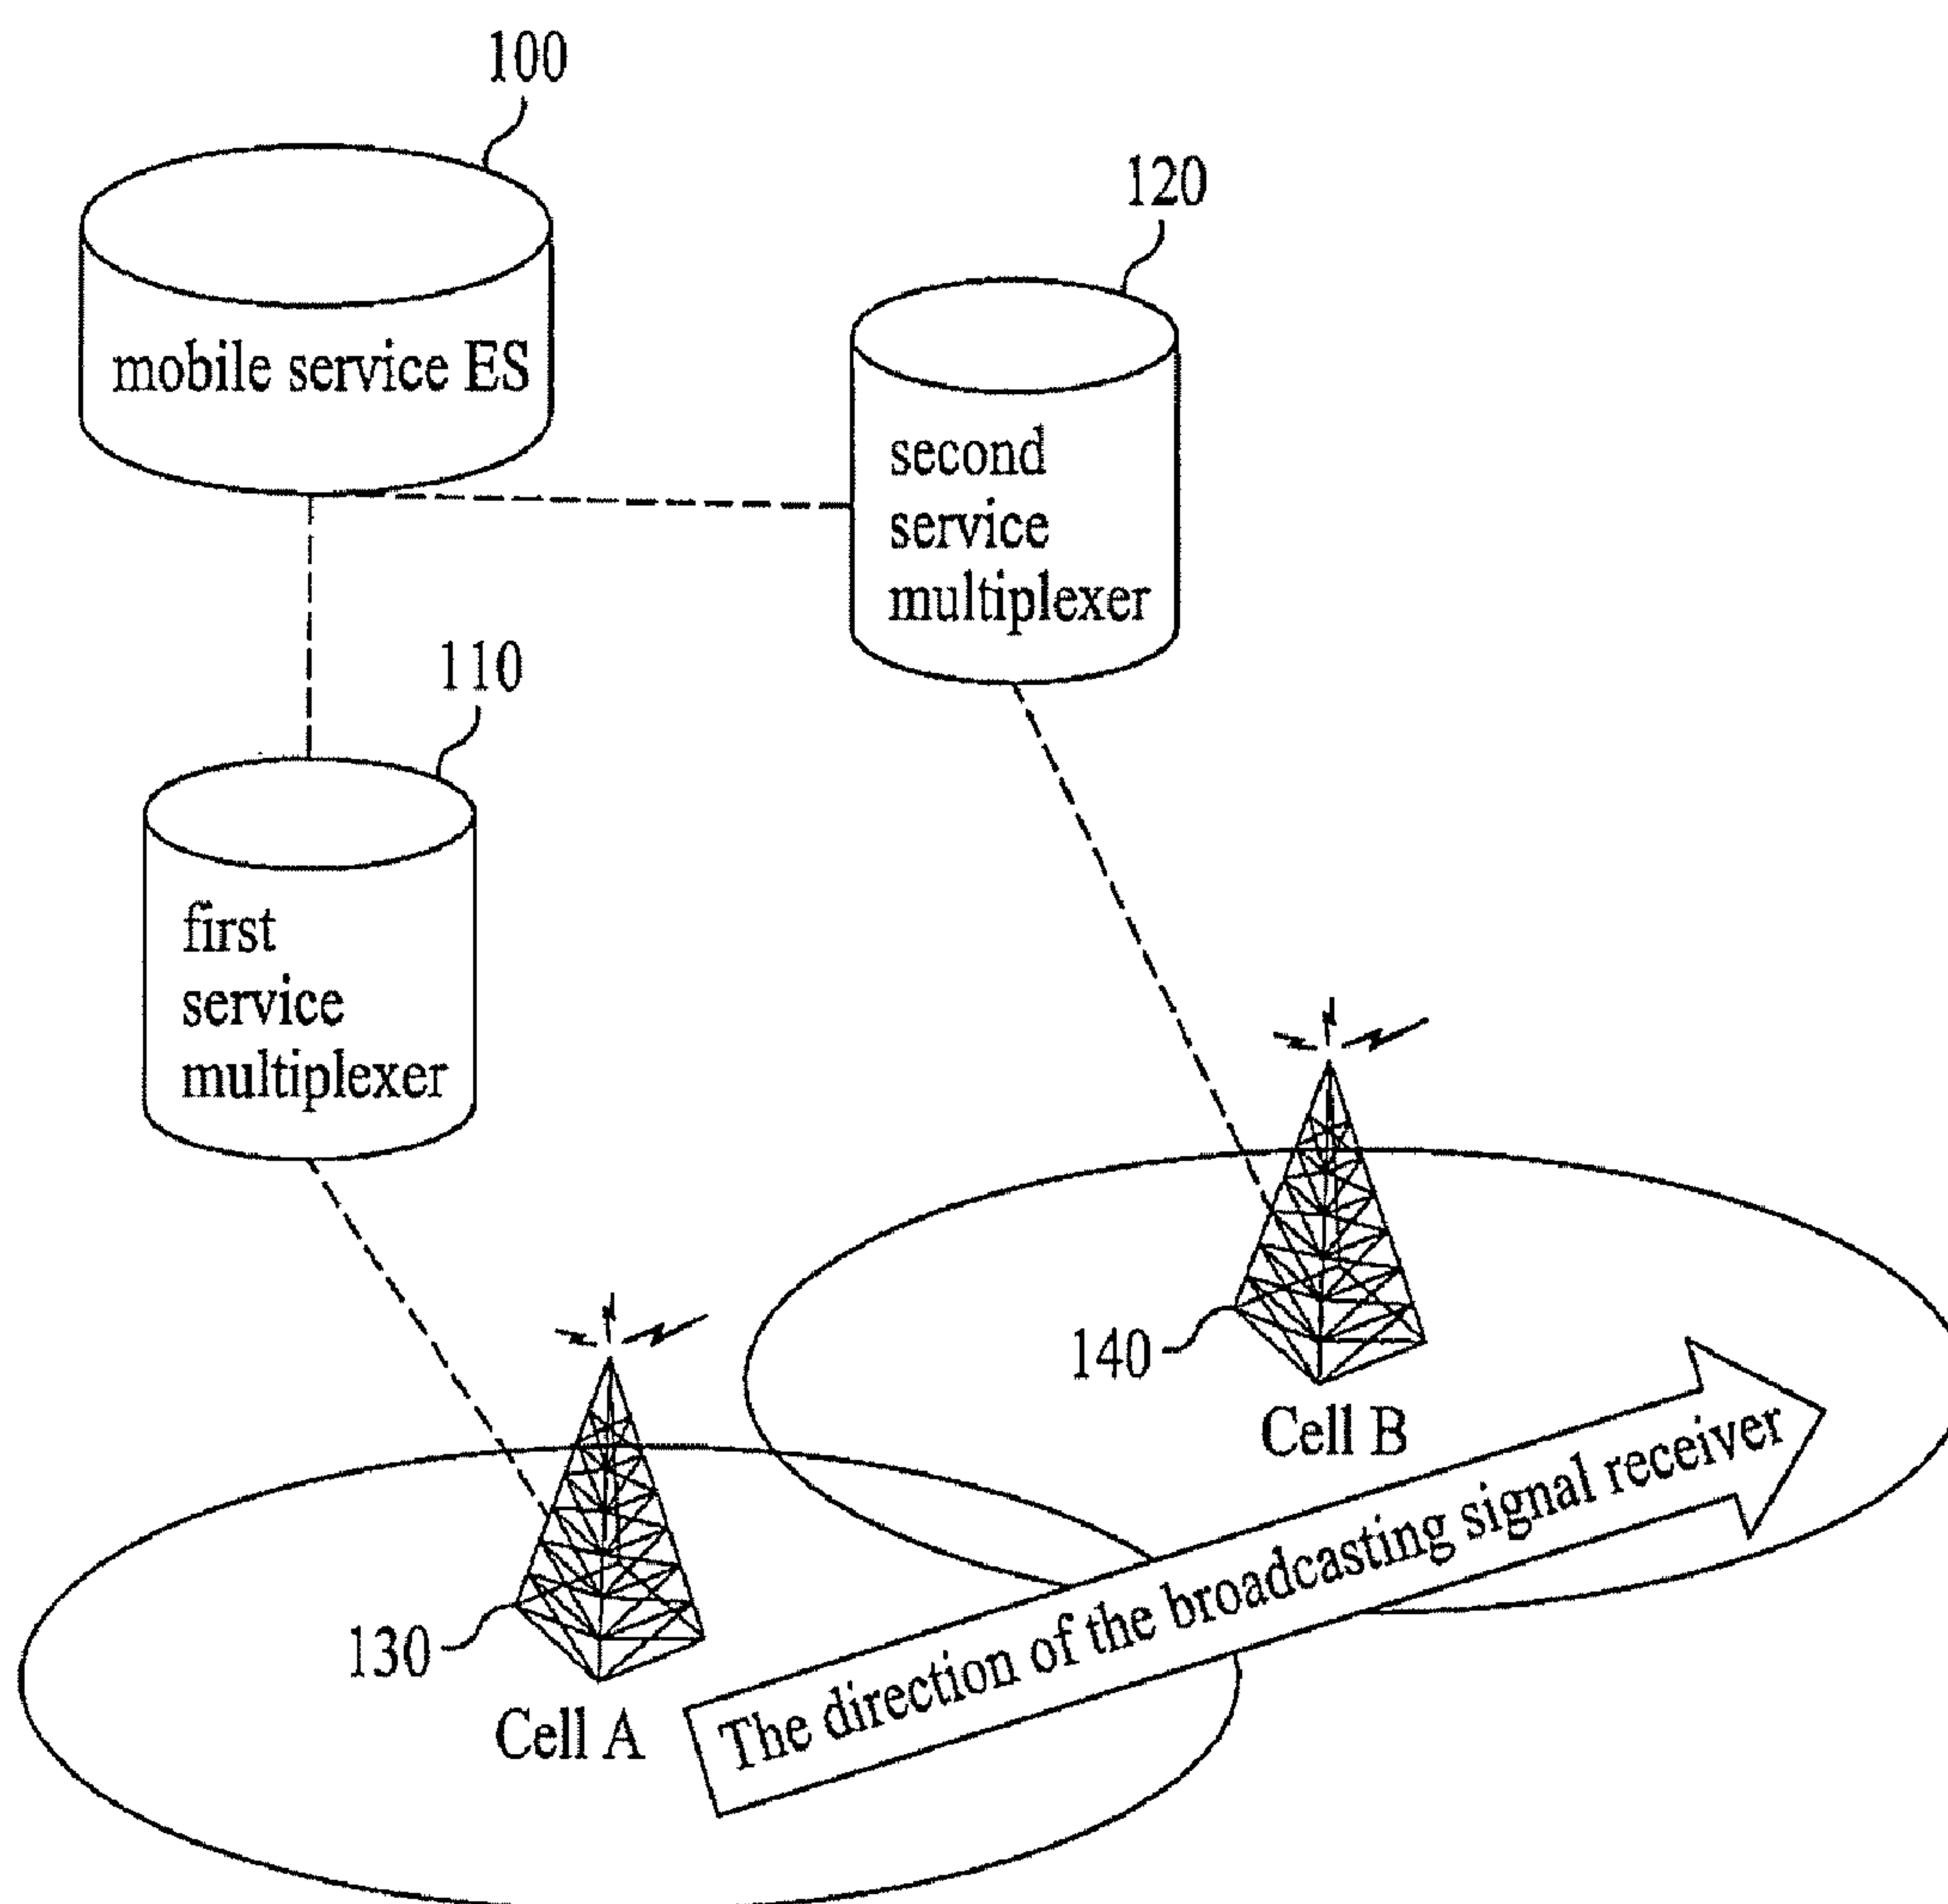 100
mobile service ES
120
second
service
multiplexer
110
first
service
multiplexer
140
Cell B
130
Cell A
The direction of the broadcasting signal receiver